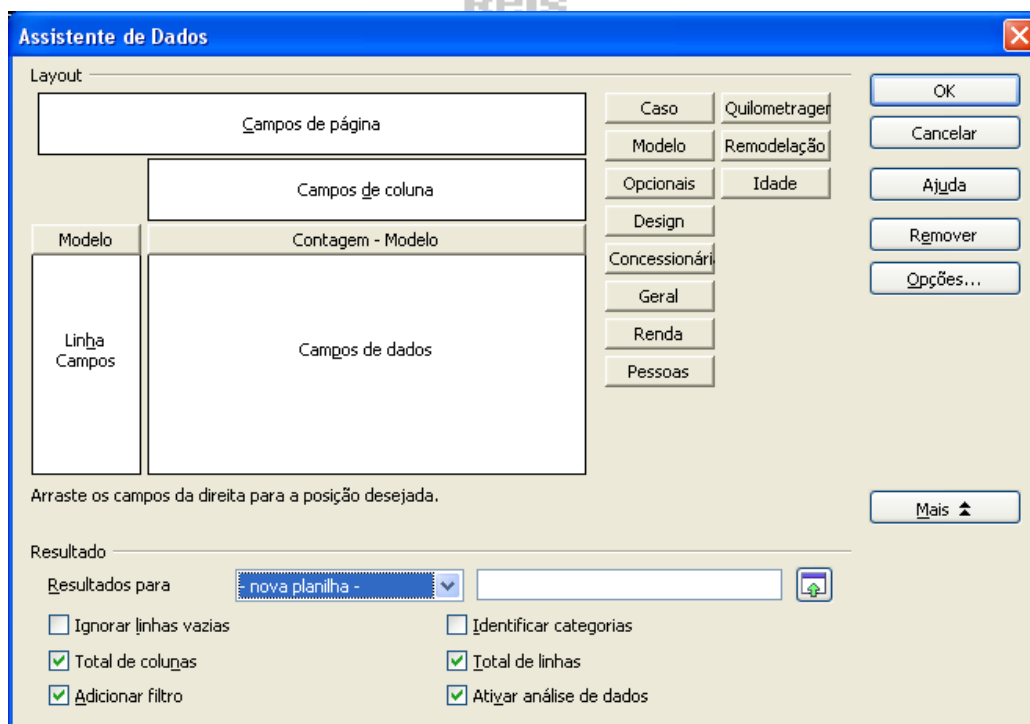 Reis
Assistente de Dados
Layout
Campos de página
Campos de coluna
Modelo
Contagem - Modelo
Linha
Campos
Campos de dados
Caso
Quilometrager
Modelo
Remodelação
Opcionais
Idade
Design
Concessionári
Geral
Renda
Pessoas
OK
Cancelar
Ajuda
Remover
Opções...
Arraste os campos da direita para a posição desejada.
Mais
Resultado
Resultados para
- nova planilha -
Ignorar linhas vazias
Identificar categorias
Total de colunas
Total de linhas
Adicionar filtro
Ativar análise de dados